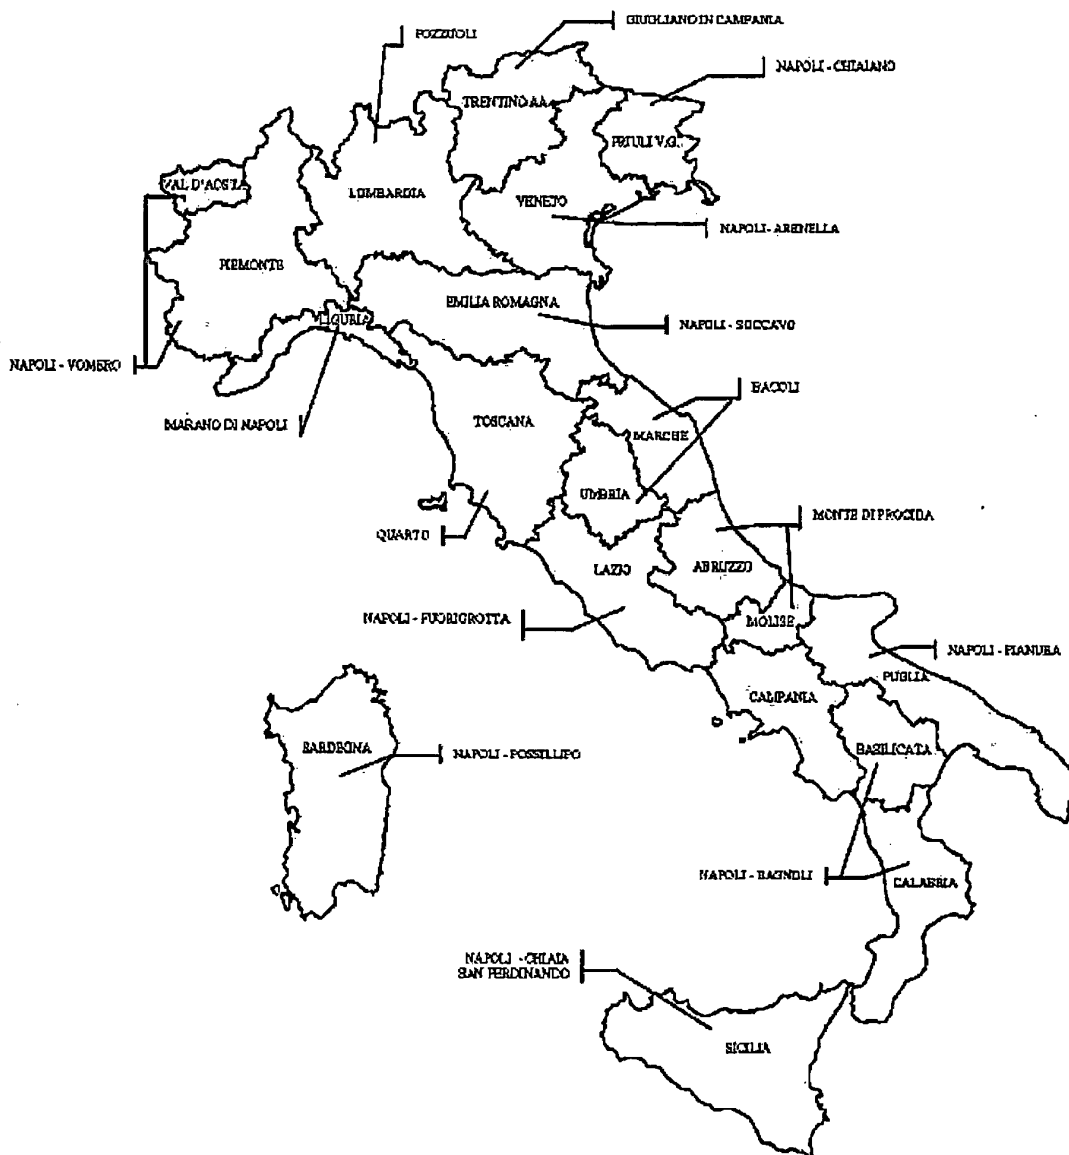 GIUGLIANO IN CAMPANIA
POZZUOLI
NAPOLI - CHIAIANO
TRENTINO A.A.
FRIULI V.G.
VAL D'AOSTA
LOMBARDIA
VENETO
NAPOLI - ARENELLA
PIEMONTE
EMILIA ROMAGNA
LIGURIA
NAPOLI - SOCCAVO
NAPOLI - VOMERO
BACOLI
MARANO DI NAPOLI
TOSCANA
MARCHE
UMBRIA
MONTE DI PROCIDA
QUARTO
LAZIO
ABRUZZO
NAPOLI - FUORIGROTTA
MOLISE
NAPOLI - PIANURA
PUGLIA
CAMPANIA
SARDEGNA
NAPOLI - POSSILLIPO
BASILICATA
NAPOLI - BAGNOLI
CALABRIA
NAPOLI - CHIAIA
SAN FERDINANDO
SICILIA